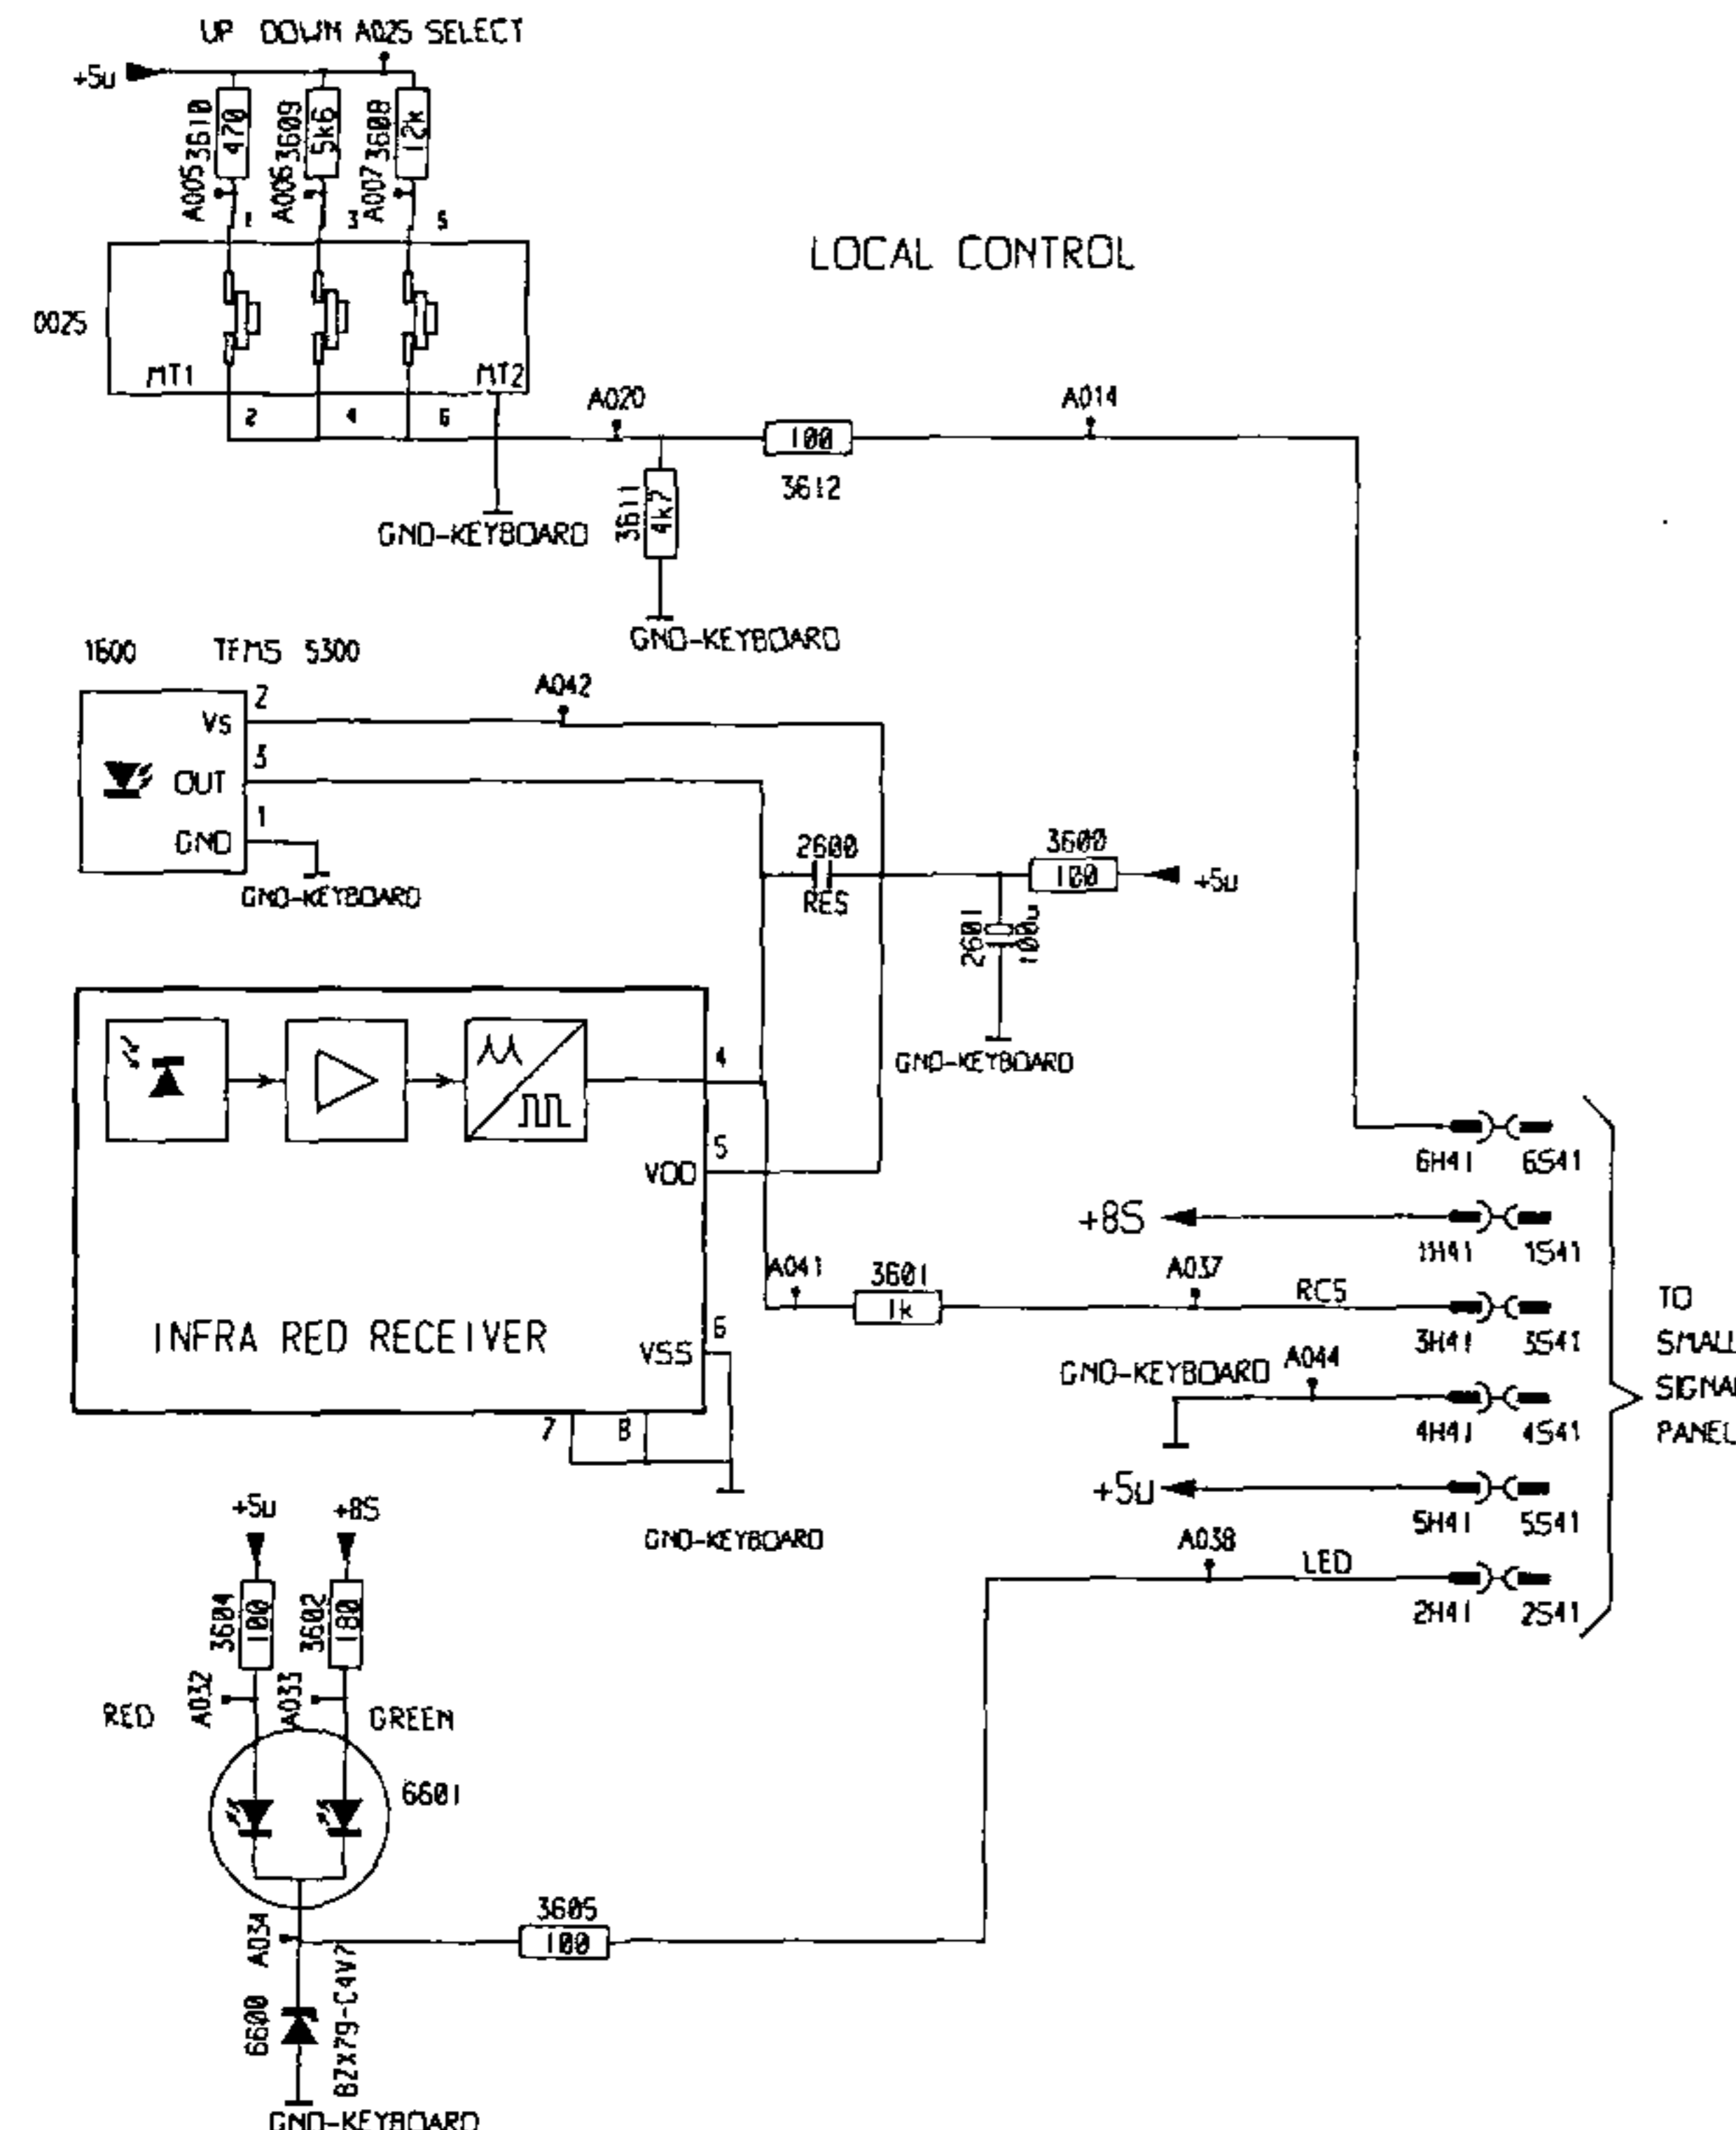 UP DOWN A025 SELECT
+5u
3610
470
3609
5k6
3608
12k
A005
A006
A007
1
3
5
LOCAL CONTROL
0025
MT1
MT2
2
4
6
A020
A014
100
3612
GND-KEYBOARD
3611
4k7
GND-KEYBOARD
1600 TFMS 5300
2
A042
VS
3
OUT
1
GND
GND-KEYBOARD
2600
RES
3600
100
+5u
2601
100u
GND-KEYBOARD
4
5
VDD
6H41 6S41
+8S
1H41 1S41
A041
3601
1k
A037
RC5
3H41 3S41
TO
SMALL
SIGNAL
PANEL
INFRA RED RECEIVER
6
VSS
GND-KEYBOARD
A044
4H41 4S41
7
8
+5u
5H41 5S41
GND-KEYBOARD
A038
LED
2H41 2S41
+5u
+8S
3604
100
3602
180
A032
A033
RED
GREEN
6601
A034
3605
100
6600
BZX79-C4V7
GND-KEYBOARD